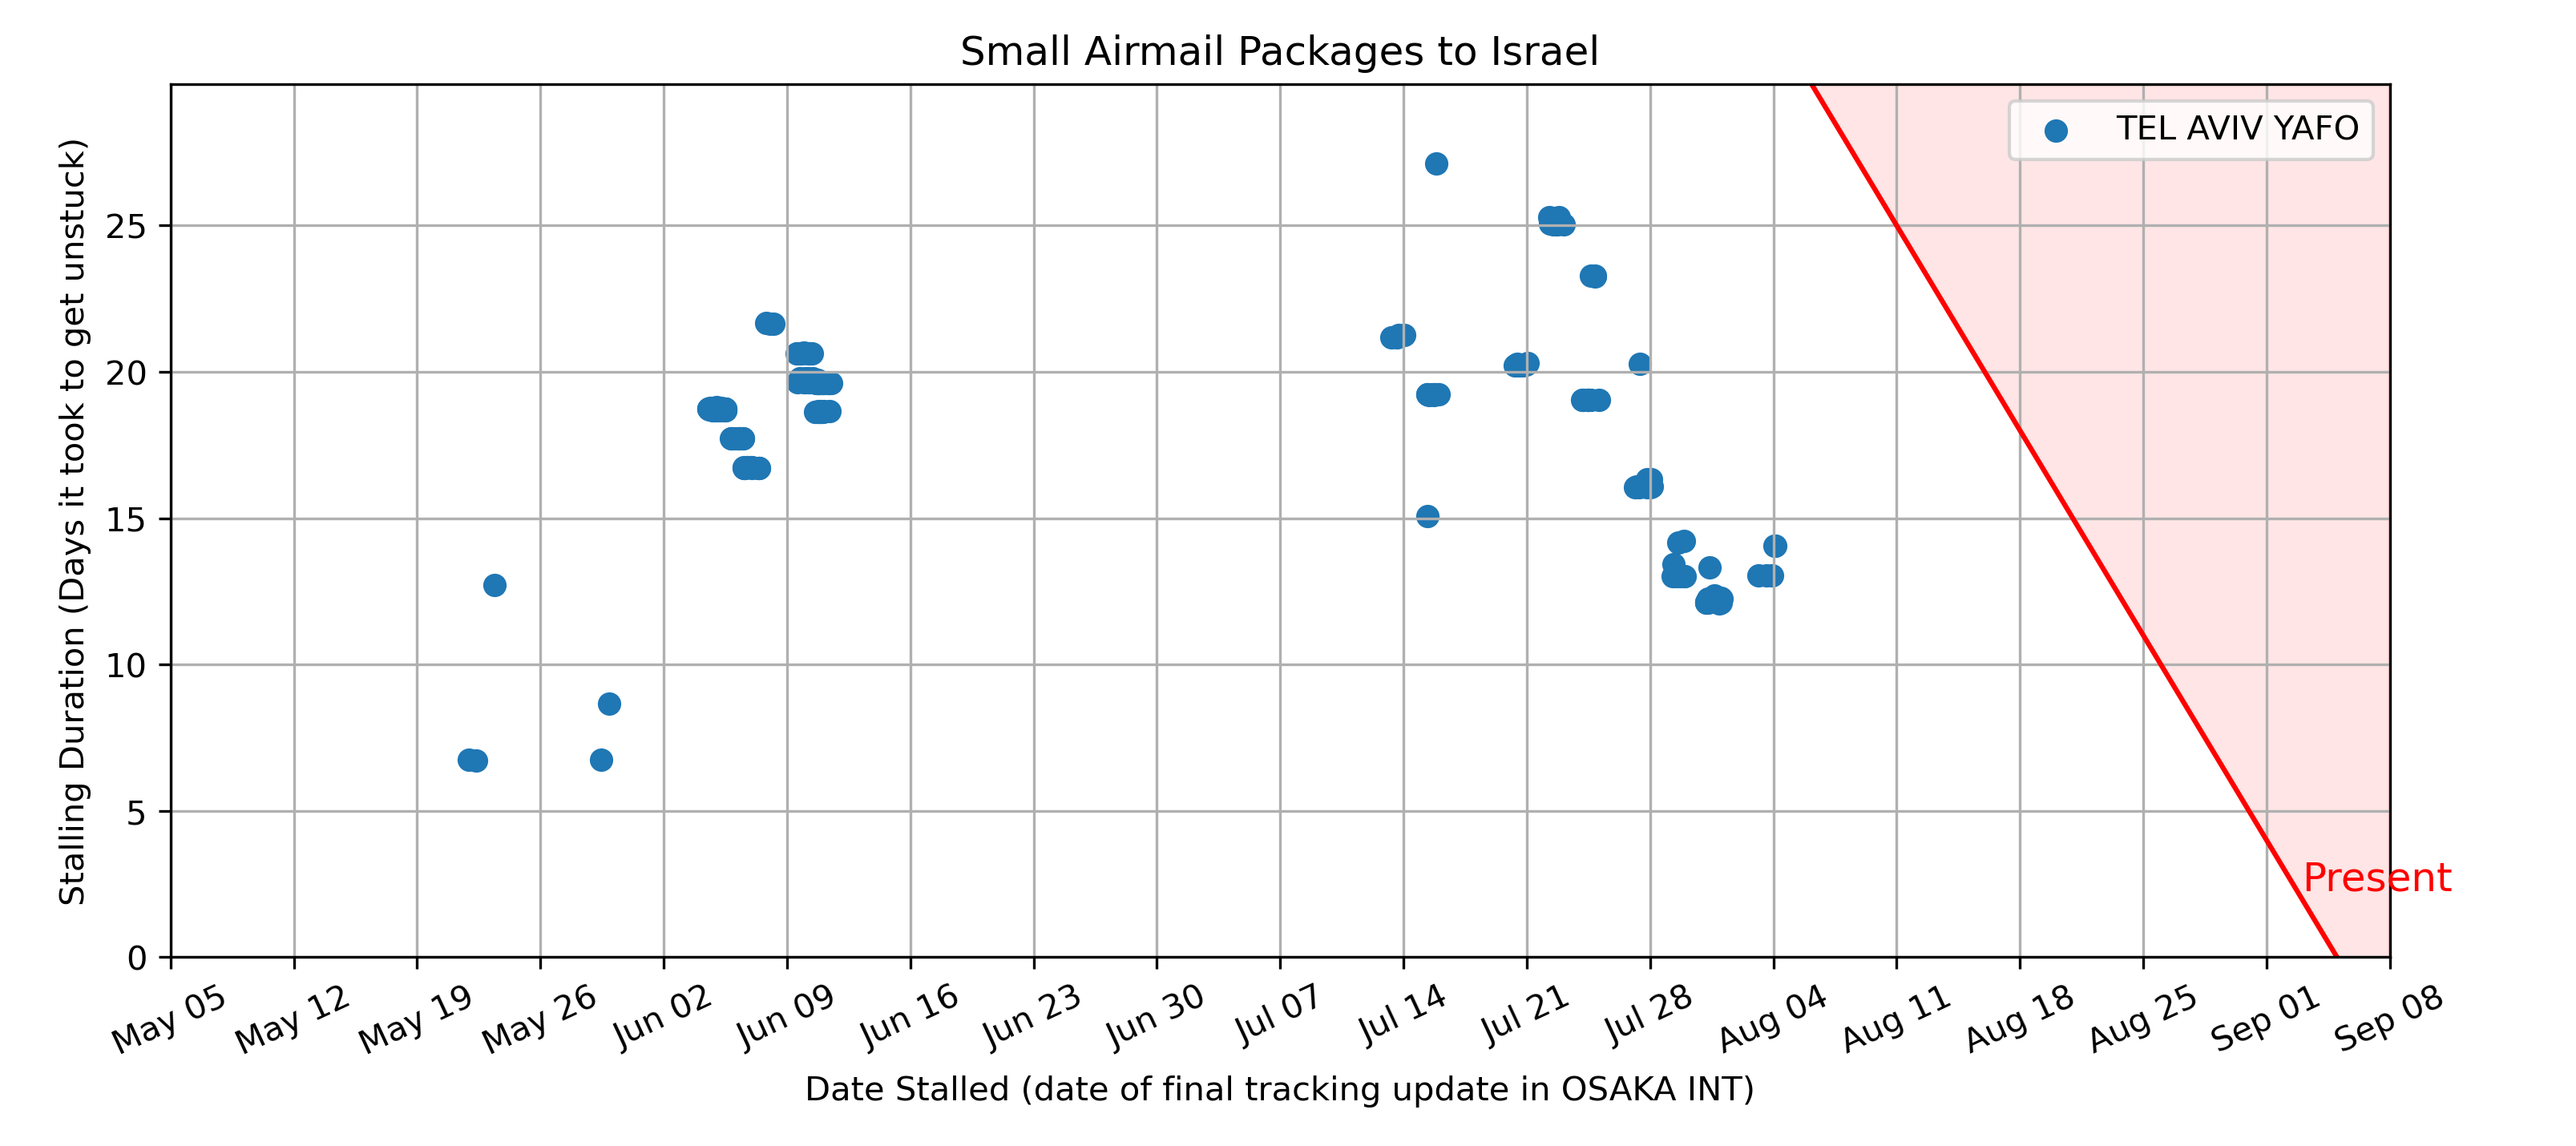 Small Airmail Packages to Israel
TEL AVIV YAFO
Stalling Duration (Days it took to get unstuck)
25
20
15
10
5
0
Present
May 05
May 12
May 19
May 26
Jun 02
Jun 09
Jun 16
Jun 23
Jun 30
Jul 07
Jul 14
Jul 21
Jul 28
Aug 04
Aug 11
Aug 18
Aug 25
Sep 01
Sep 08
Date Stalled (date of final tracking update in OSAKA INT)